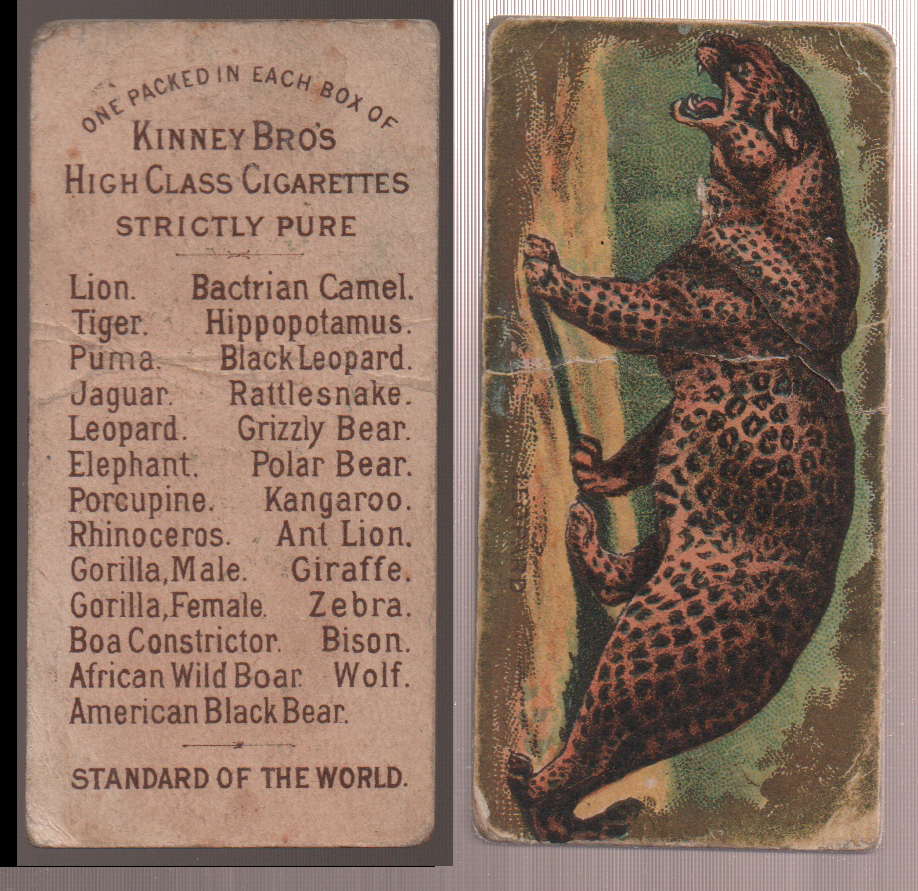 ONE PACKED IN EACH BOX OF
KINNEY BRO'S
HIGH CLASS CIGARETTES
STRICTLY PURE
Lion. Bactrian Camel.
Tiger. Hippopotamus.
Puma. Black Leopard.
Jaguar. Rattlesnake.
Leopard. Grizzly Bear.
Elephant. Polar Bear.
Porcupine. Kangaroo.
Rhinoceros. Ant Lion.
Gorilla, Male. Giraffe.
Gorilla, Female. Zebra.
Boa Constrictor. Bison.
African Wild Boar. Wolf.
American Black Bear.
STANDARD OF THE WORLD.